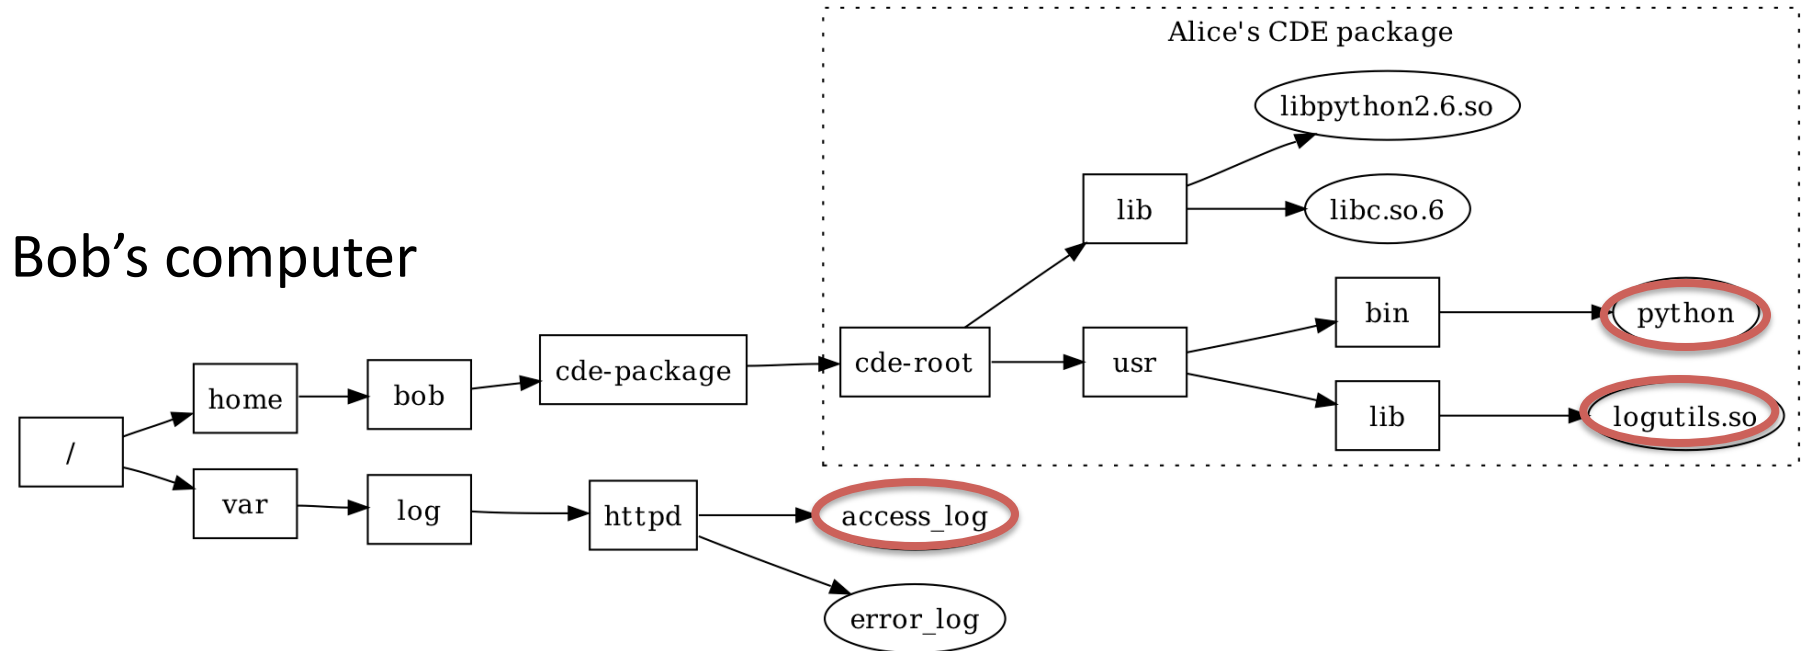 Alice's CDE package
libpython2.6.so
lib
libc.so.6
Bob’s computer
bin
python
cde-root
usr
cde-package
home
bob
lib
logutils.so
/
var
log
httpd
access_log
error_log